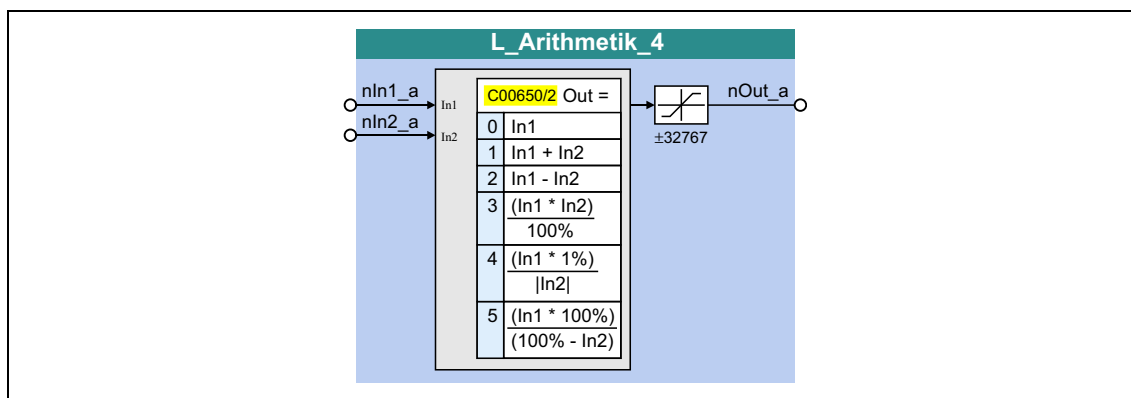 L_Arithmetik_4
nIn1_a
nIn2_a
In1
In2
C00650/2 Out =
0 In1
1 In1 + In2
2 In1 - In2
3 (In1 * In2)
100%
4 (In1 * 1%)
|In2|
5 (In1 * 100%)
(100% - In2)
±32767
nOut_a